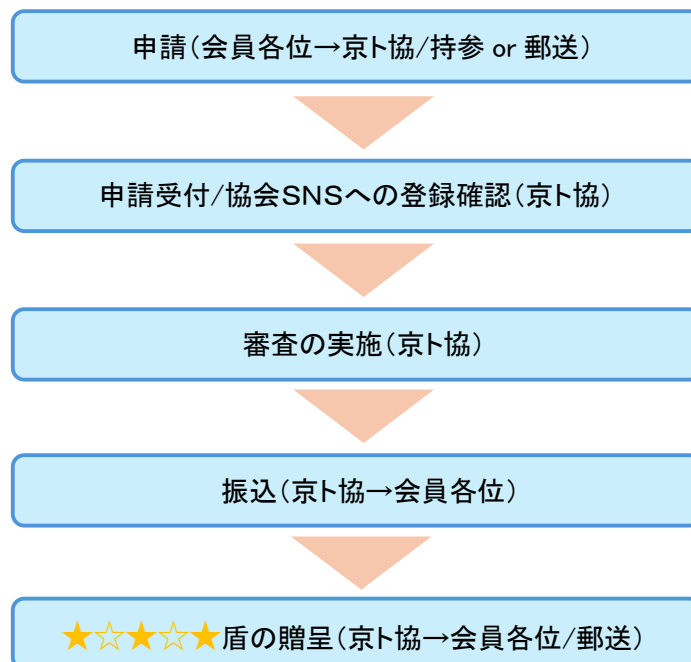 申請(会員各位→京ト協/持参 or 郵送)
申請受付/協会SNSへの登録確認(京ト協)
審査の実施(京ト協)
振込(京ト協→会員各位)
★☆★☆★盾の贈呈(京ト協→会員各位/郵送)